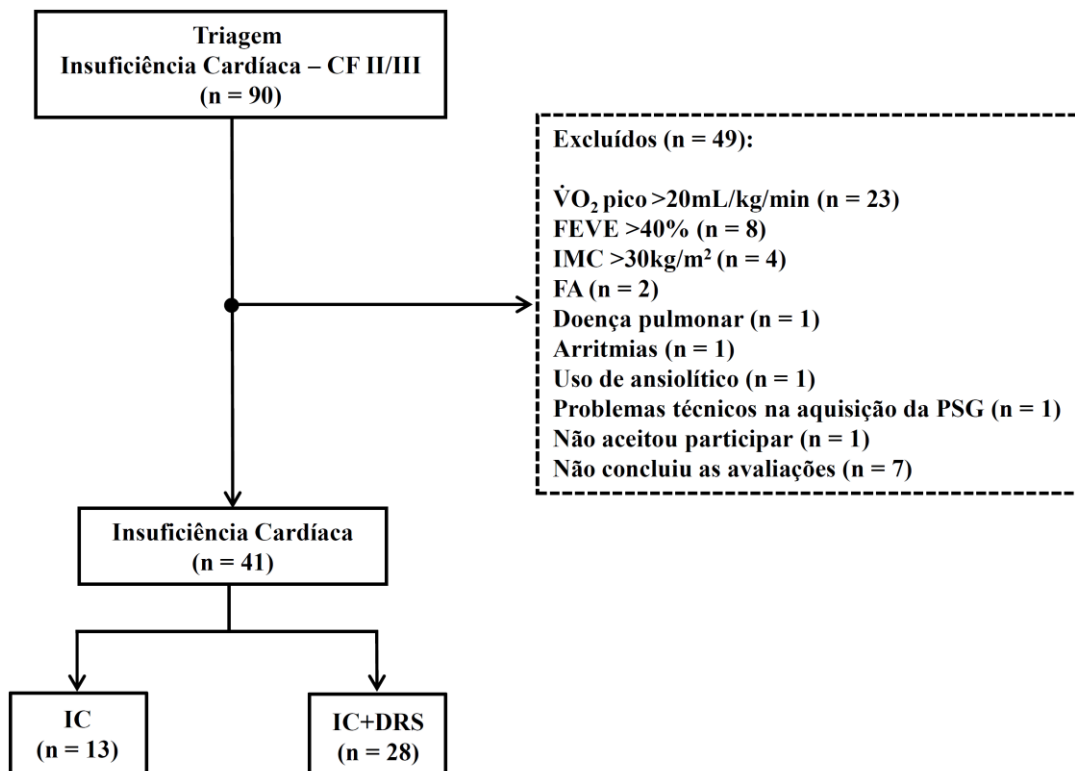 Triagem
Insuficiência Cardíaca – CF II/III
(n = 90)
Excluídos (n = 49):
V̇O₂ pico >20mL/kg/min (n = 23)
FEVE >40% (n = 8)
IMC >30kg/m² (n = 4)
FA (n = 2)
Doença pulmonar (n = 1)
Arritmias (n = 1)
Uso de ansiolítico (n = 1)
Problemas técnicos na aquisição da PSG (n = 1)
Não aceitou participar (n = 1)
Não concluiu as avaliações (n = 7)
Insuficiência Cardíaca
(n = 41)
IC
(n = 13)
IC+DRS
(n = 28)